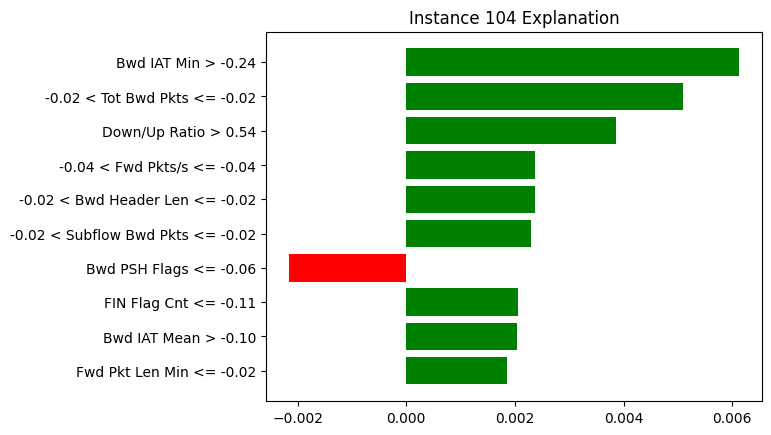 Instance 104 Explanation
Bwd IAT Min > -0.24
-0.02 < Tot Bwd Pkts <= -0.02
Down/Up Ratio > 0.54
-0.04 < Fwd Pkts/s <= -0.04
-0.02 < Bwd Header Len <= -0.02
-0.02 < Subflow Bwd Pkts <= -0.02
Bwd PSH Flags <= -0.06
FIN Flag Cnt <= -0.11
Bwd IAT Mean > -0.10
Fwd Pkt Len Min <= -0.02
−0.002 0.000 0.002 0.004 0.006